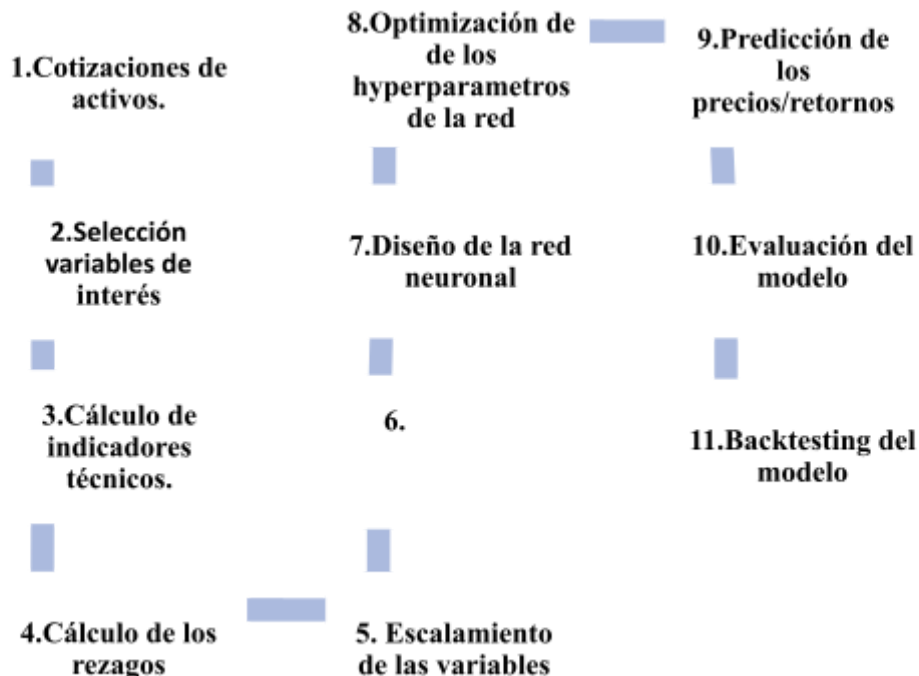 1.Cotizaciones de
activos.
2.Selección
variables de
interés
3.Cálculo de
indicadores
técnicos.
4.Cálculo de los
rezagos
5. Escalamiento
de las variables
6.
7.Diseño de la red
neuronal
8.Optimización de
de los
hyperparametros
de la red
9.Predicción de
los
precios/retornos
10.Evaluación del
modelo
11.Backtesting del
modelo